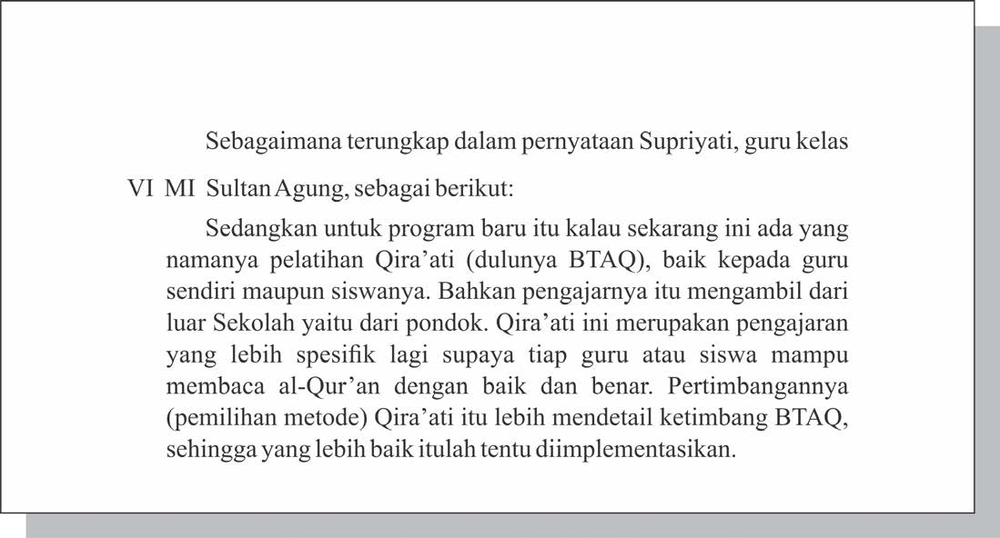 Sebagaimana terungkap dalam pernyataan Supriyati, guru kelas
VI MI Sultan Agung, sebagai berikut:
Sedangkan untuk program baru itu kalau sekarang ini ada yang
namanya pelatihan Qira’ati (dulunya BTAQ), baik kepada guru
sendiri maupun siswanya. Bahkan pengajarnya itu mengambil dari
luar Sekolah yaitu dari pondok. Qira’ati ini merupakan pengajaran
yang lebih spesifik lagi supaya tiap guru atau siswa mampu
membaca al-Qur’an dengan baik dan benar. Pertimbangannya
(pemilihan metode) Qira’ati itu lebih mendetail ketimbang BTAQ,
sehingga yang lebih baik itulah tentu diimplementasikan.